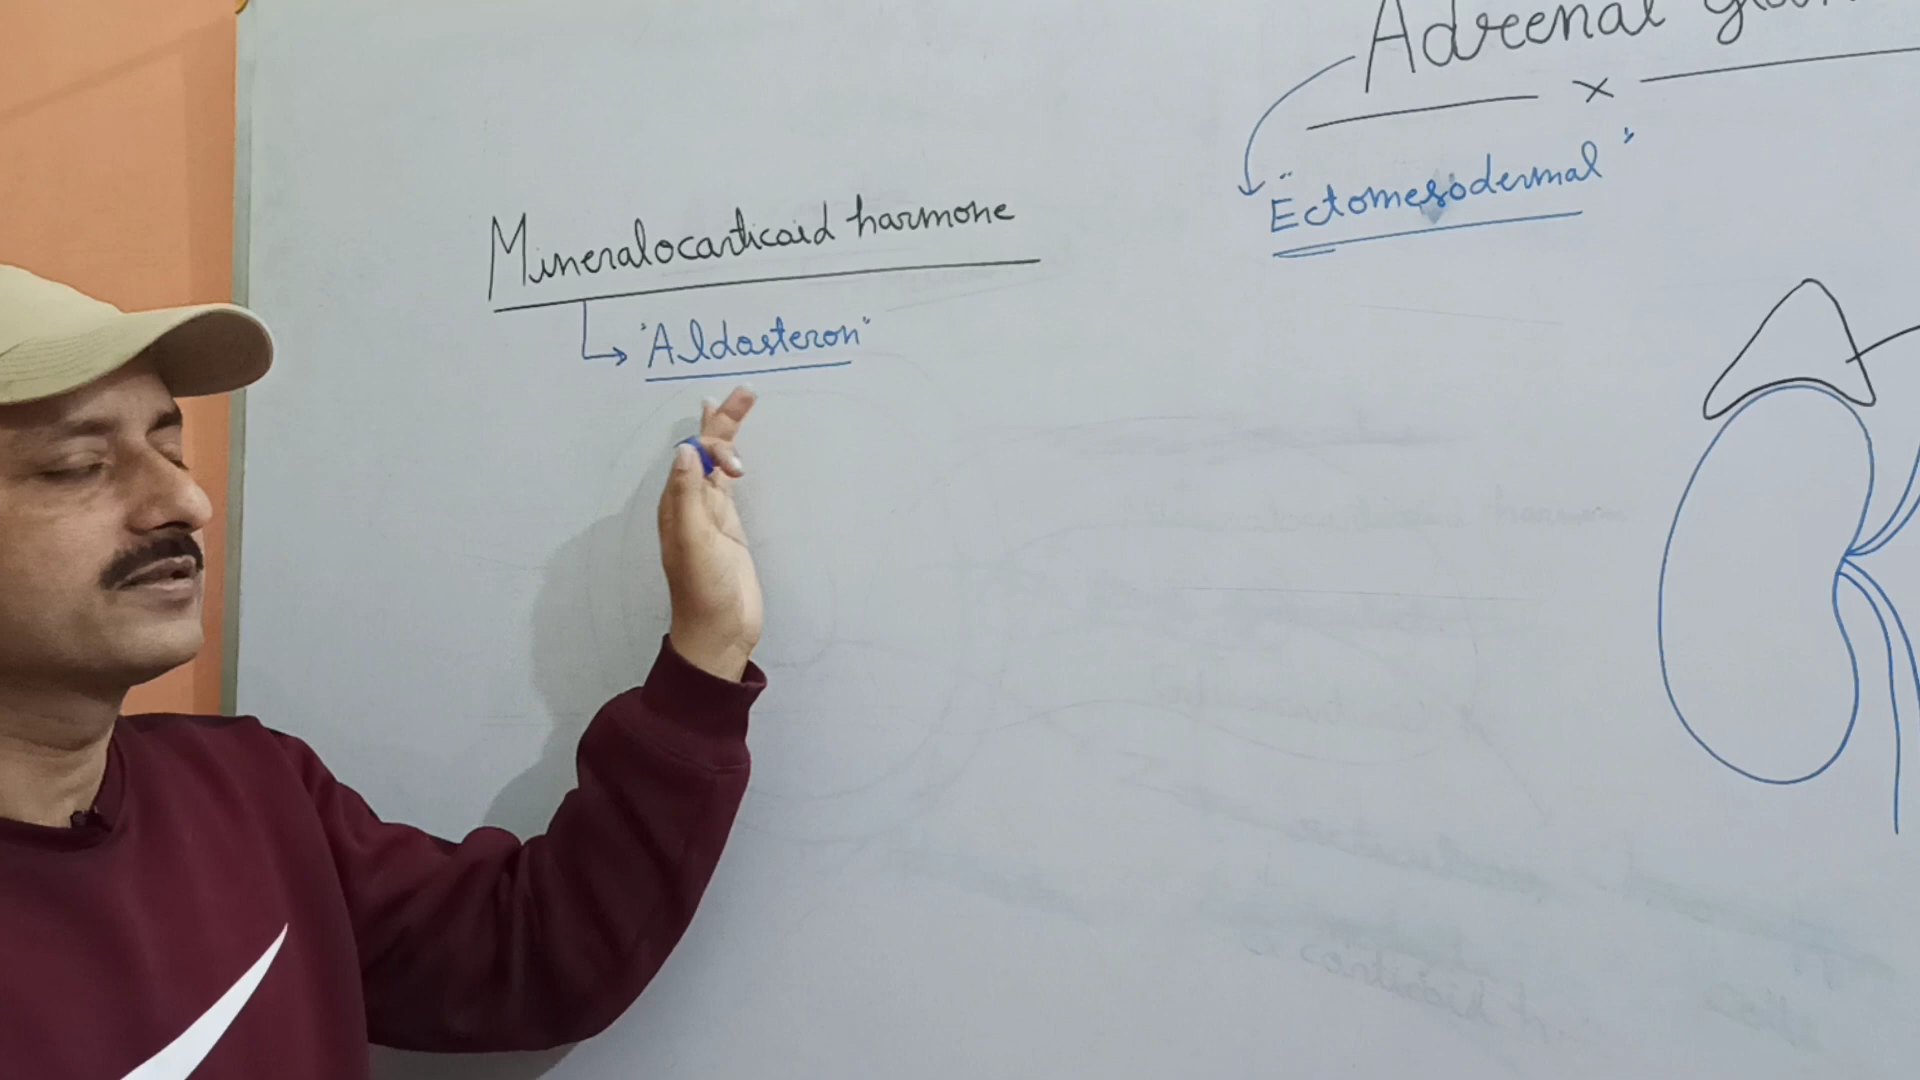 Adreenal
"Ectomesodermal"
Mineralocarticoid harmone
"Aldasteron"